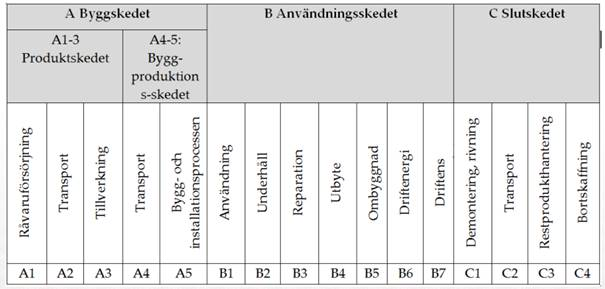 A Byggskedet
B Användningsskedet
C Slutskedet
A1-3
Produktskedet
A4-5:
Bygg-
produktion
s-skedet
Råvaruförsörjning
Transport
Tillverkning
Transport
Bygg- och
installationsprocessen
Användning
Underhåll
Reparation
Utbyte
Ombyggnad
Driftenergi
Driftens
Demontering, rivning
Transport
Restprodukthantering
Bortskaffning
A1
A2
A3
A4
A5
B1
B2
B3
B4
B5
B6
B7
C1
C2
C3
C4